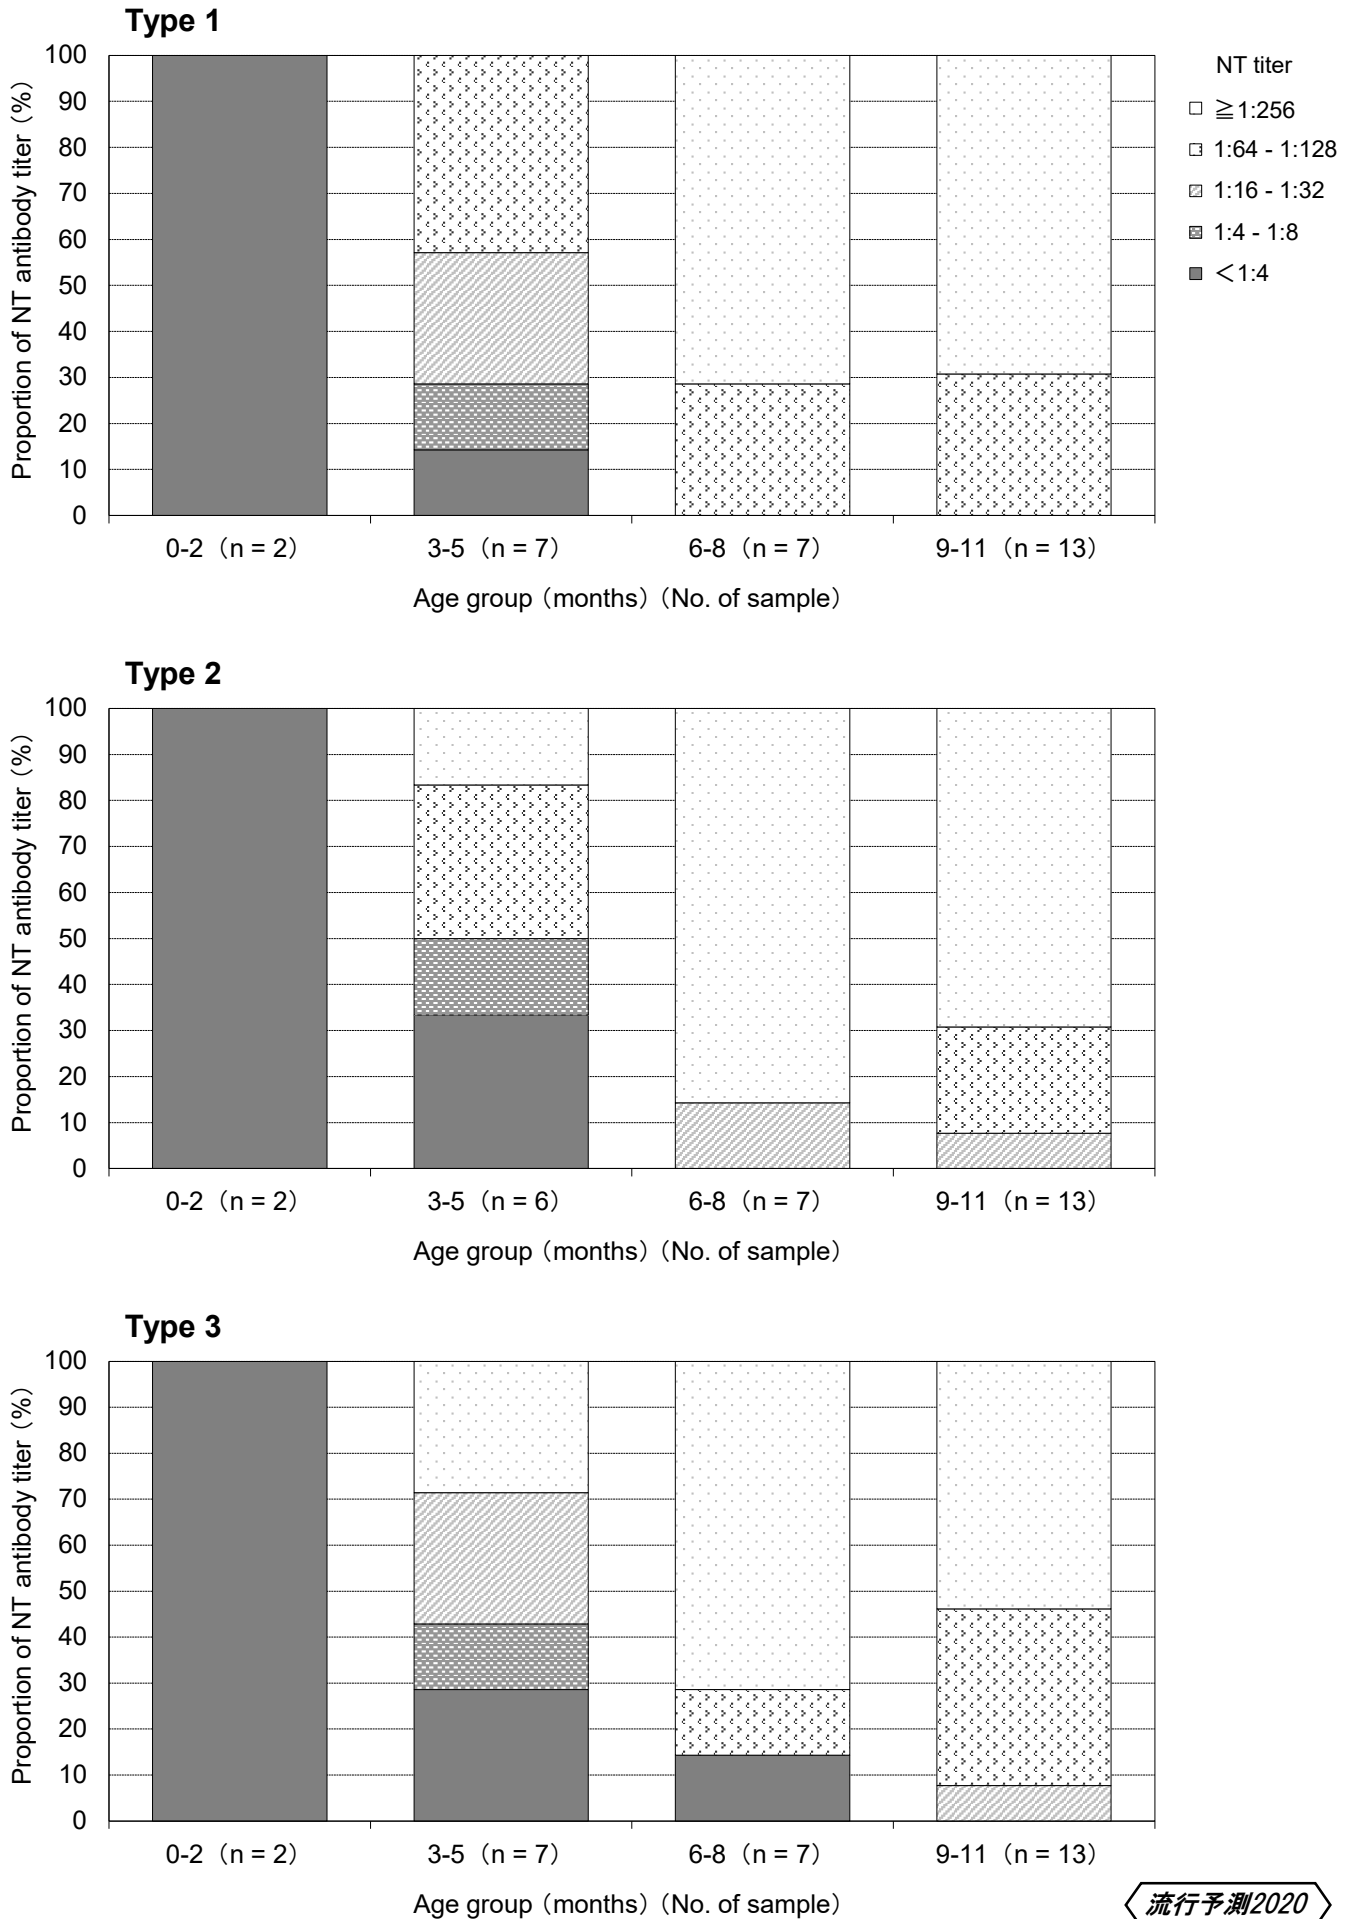 Type 1
Proportion of NT antibody titer (%)
100
90
80
70
60
50
40
30
20
10
0
0-2 (n = 2)
3-5 (n = 7)
6-8 (n = 7)
9-11 (n = 13)
Age group (months) (No. of sample)
NT titer
≧1:256
1:64 - 1:128
1:16 - 1:32
1:4 - 1:8
<1:4
Type 2
Proportion of NT antibody titer (%)
100
90
80
70
60
50
40
30
20
10
0
0-2 (n = 2)
3-5 (n = 6)
6-8 (n = 7)
9-11 (n = 13)
Age group (months) (No. of sample)
Type 3
Proportion of NT antibody titer (%)
100
90
80
70
60
50
40
30
20
10
0
0-2 (n = 2)
3-5 (n = 7)
6-8 (n = 7)
9-11 (n = 13)
Age group (months) (No. of sample)
流行予測2020